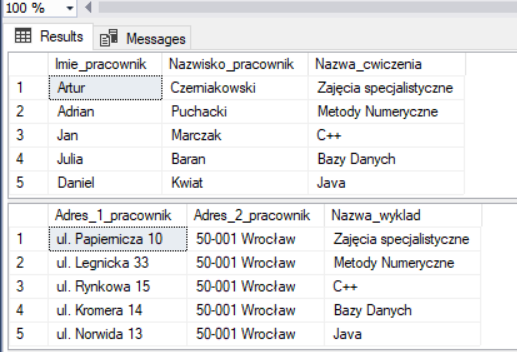 100 %
Results Messages
Imie_pracownik Nazwisko_pracownik Nazwa_cwiczenia
1 Artur Czerniakowski Zajęcia specjalistyczne
2 Adrian Puchacki Metody Numeryczne
3 Jan Marczak C++
4 Julia Baran Bazy Danych
5 Daniel Kwiat Java
Adres_1_pracownik Adres_2_pracownik Nazwa_wyklad
1 ul. Papiernicza 10 50-001 Wrocław Zajęcia specjalistyczne
2 ul. Legnicka 33 50-001 Wrocław Metody Numeryczne
3 ul. Rynkowa 15 50-001 Wrocław C++
4 ul. Kromera 14 50-001 Wrocław Bazy Danych
5 ul. Norwida 13 50-001 Wrocław Java